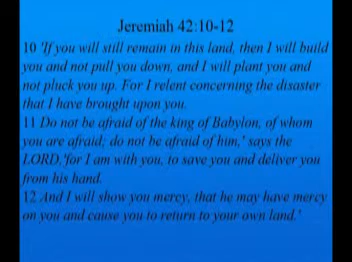 Jeremiah 42:10-12
10 'If you will still remain in this land, then I will build
you and not pull you down, and I will plant you and
not pluck you up. For I relent concerning the disaster
that I have brought upon you.
11 Do not be afraid of the king of Babylon, of whom
you are afraid; do not be afraid of him,' says the
LORD,'for I am with you, to save you and deliver you
from his hand.
12 And I will show you mercy, that he may have mercy
on you and cause you to return to your own land.'